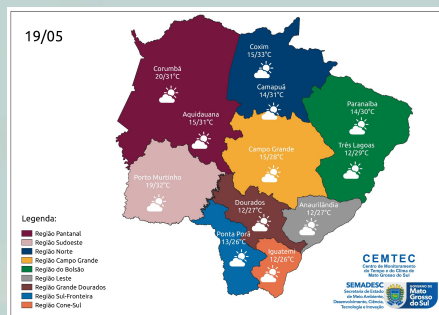 19/05
Coxim
15/33°C
Corumbá
20/31°C
Camapuã
14/31°C
Paranaíba
14/30°C
Aquidauana
15/31°C
Campo Grande
15/28°C
Três Lagoas
12/29°C
Porto Murtinho
19/32°C
Dourados
12/27°C
Anaurilândia
12/27°C
Ponta Porã
13/26°C
Iguatemi
12/26°C
Legenda:
Região Pantanal
Região Sudoeste
Região Norte
Região Campo Grande
Região do Bolsão
Região Leste
Região Grande Dourados
Região Sul-Fronteira
Região Cone-Sul
CEMTEC
Centro de Monitoramento
do Tempo e do Clima de
Mato Grosso do Sul
SEMADESC
Secretaria de Estado
de Meio Ambiente,
Desenvolvimento, Ciência,
Tecnologia e Inovação
GOVERNO DE
Mato
Grosso
do Sul